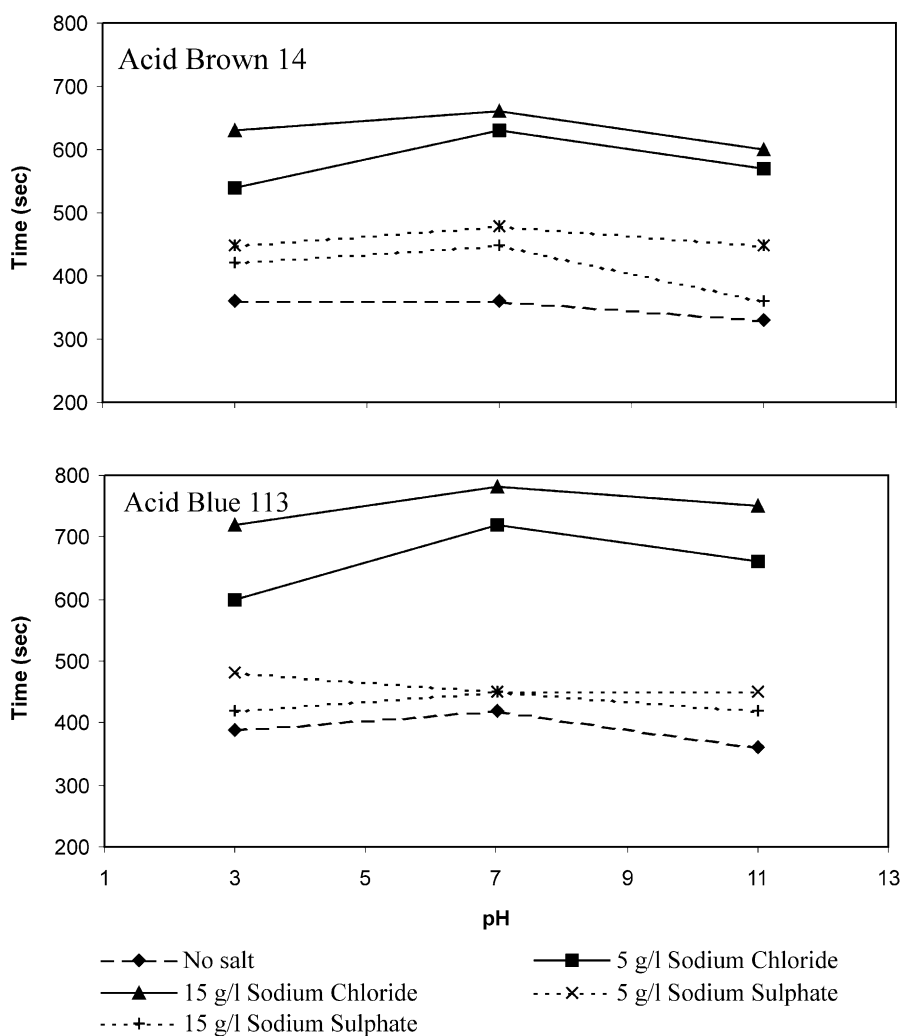 800
Acid Brown 14
700
600
500
400
300
200
Time (sec)
800
Acid Blue 113
700
600
500
400
300
200
Time (sec)
1 3 5 7 9 11 13
pH
No salt 5 g/l Sodium Chloride
15 g/l Sodium Chloride 5 g/l Sodium Sulphate
15 g/l Sodium Sulphate